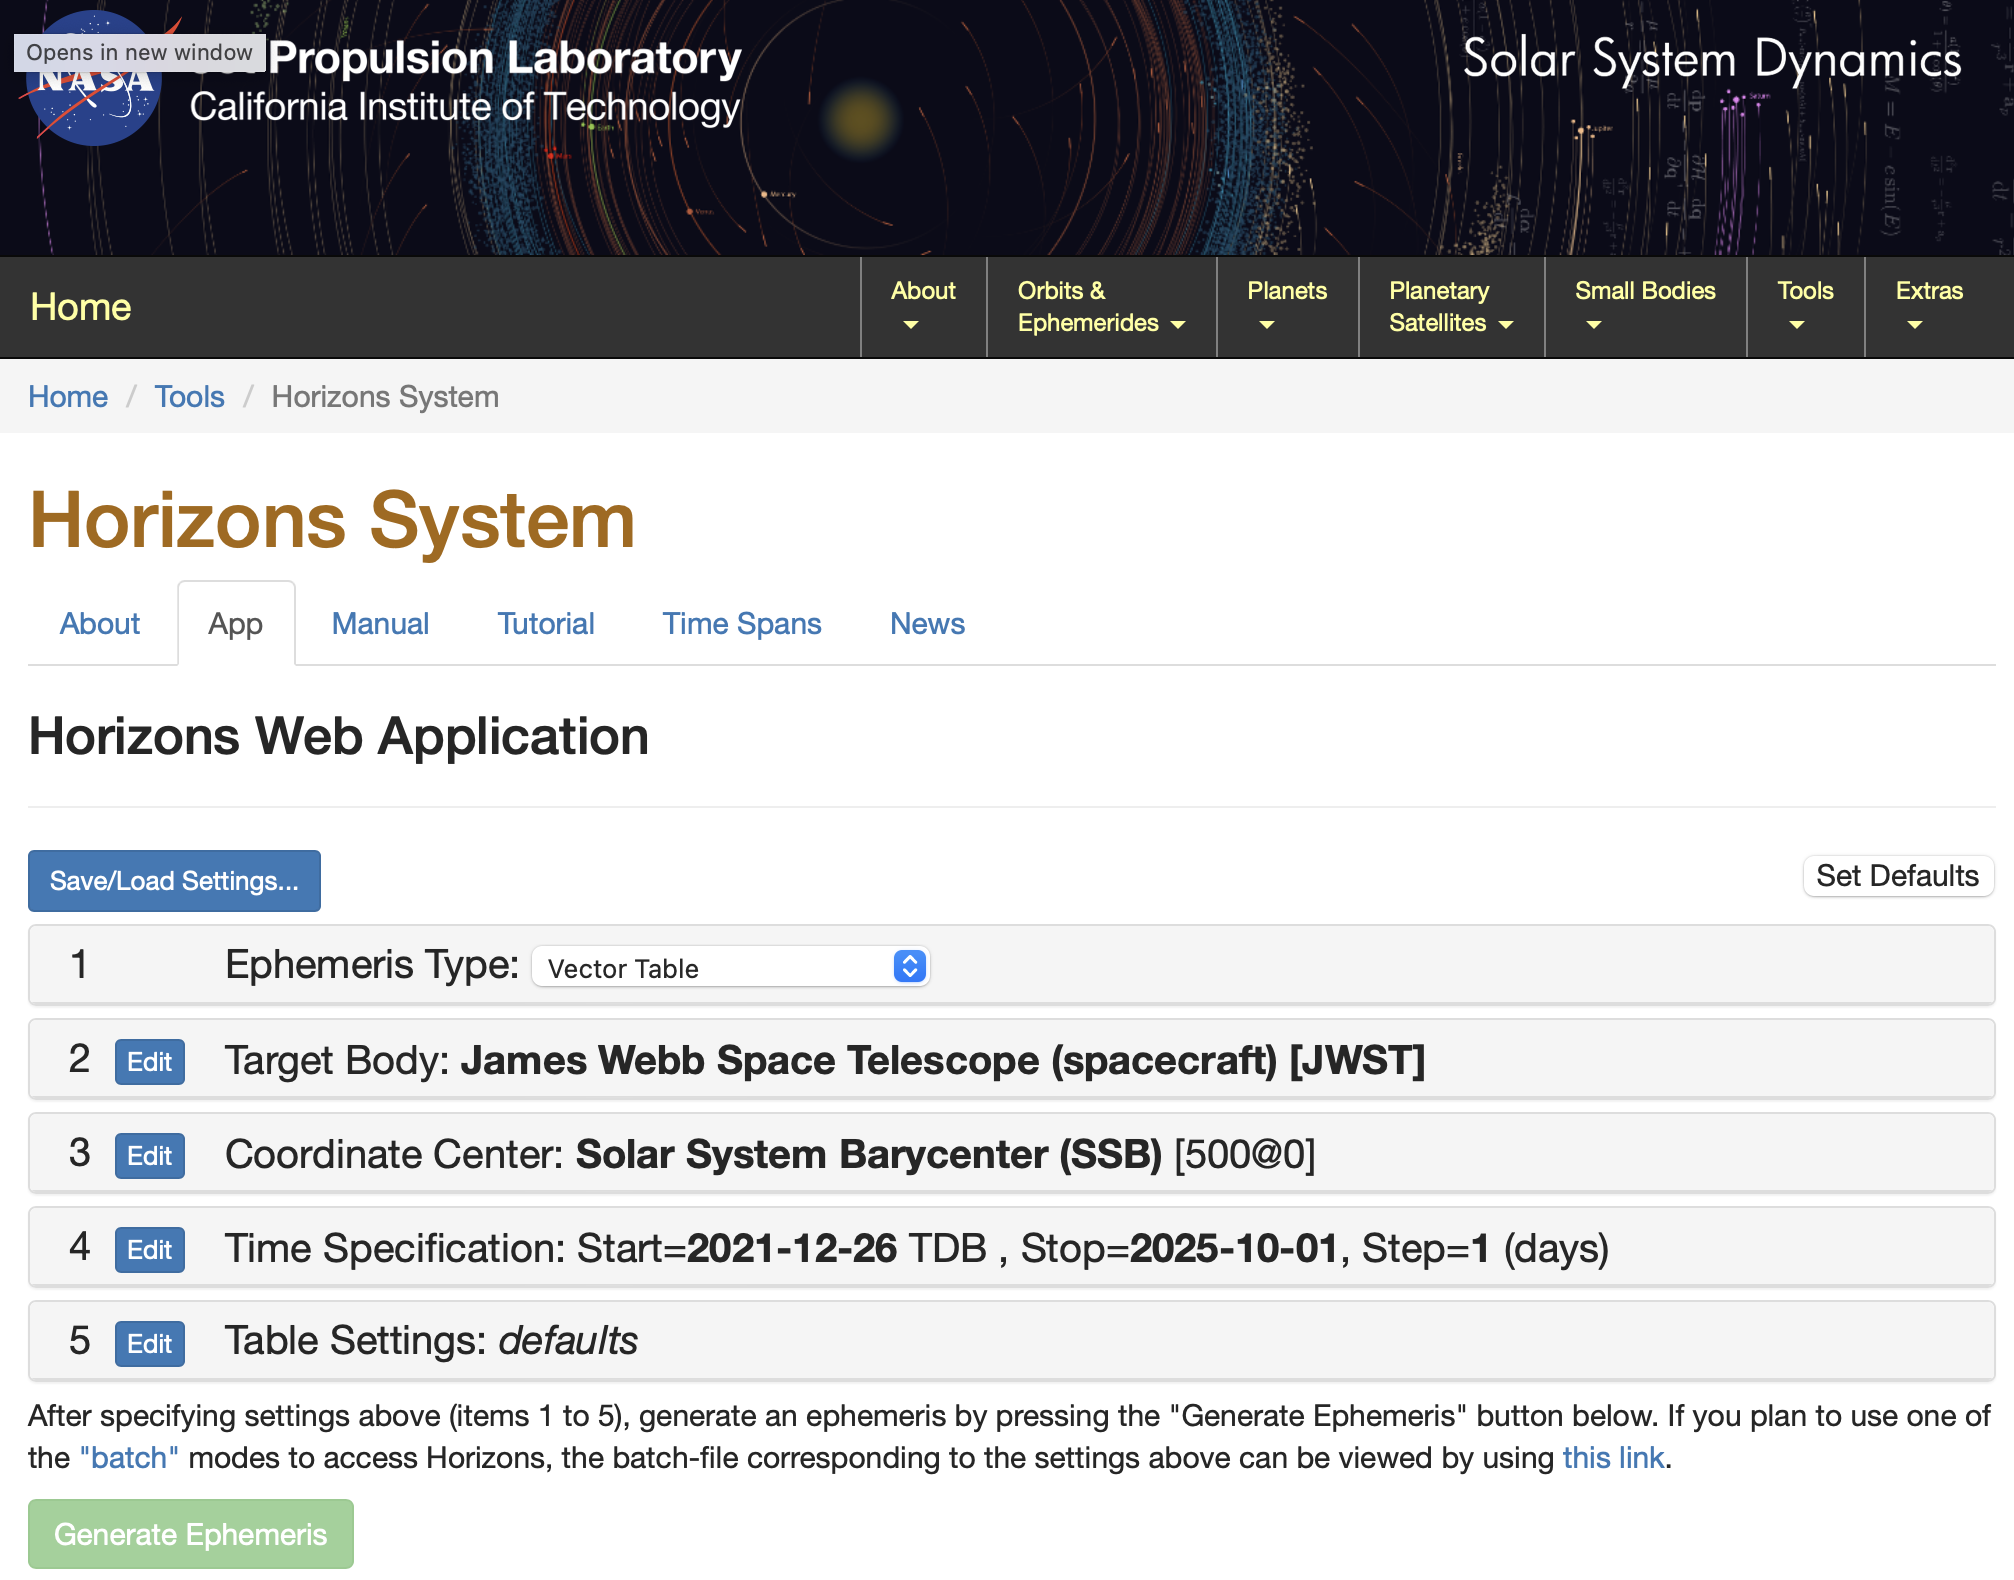 Opens in new window
Propulsion Laboratory
NASA
California Institute of Technology
Solar System Dynamics
Earth
Mars
Mercury
Venus
Jupiter
Saturn
Home
About
Orbits & Ephemerides
Planets
Planetary Satellites
Small Bodies
Tools
Extras
Home / Tools / Horizons System
Horizons System
About App Manual Tutorial Time Spans News
Horizons Web Application
Save/Load Settings...
Set Defaults
1 Ephemeris Type: Vector Table
2 Edit Target Body: James Webb Space Telescope (spacecraft) [JWST]
3 Edit Coordinate Center: Solar System Barycenter (SSB) [500@0]
4 Edit Time Specification: Start=2021-12-26 TDB , Stop=2025-10-01, Step=1 (days)
5 Edit Table Settings: defaults
After specifying settings above (items 1 to 5), generate an ephemeris by pressing the "Generate Ephemeris" button below. If you plan to use one of
the "batch" modes to access Horizons, the batch-file corresponding to the settings above can be viewed by using this link.
Generate Ephemeris